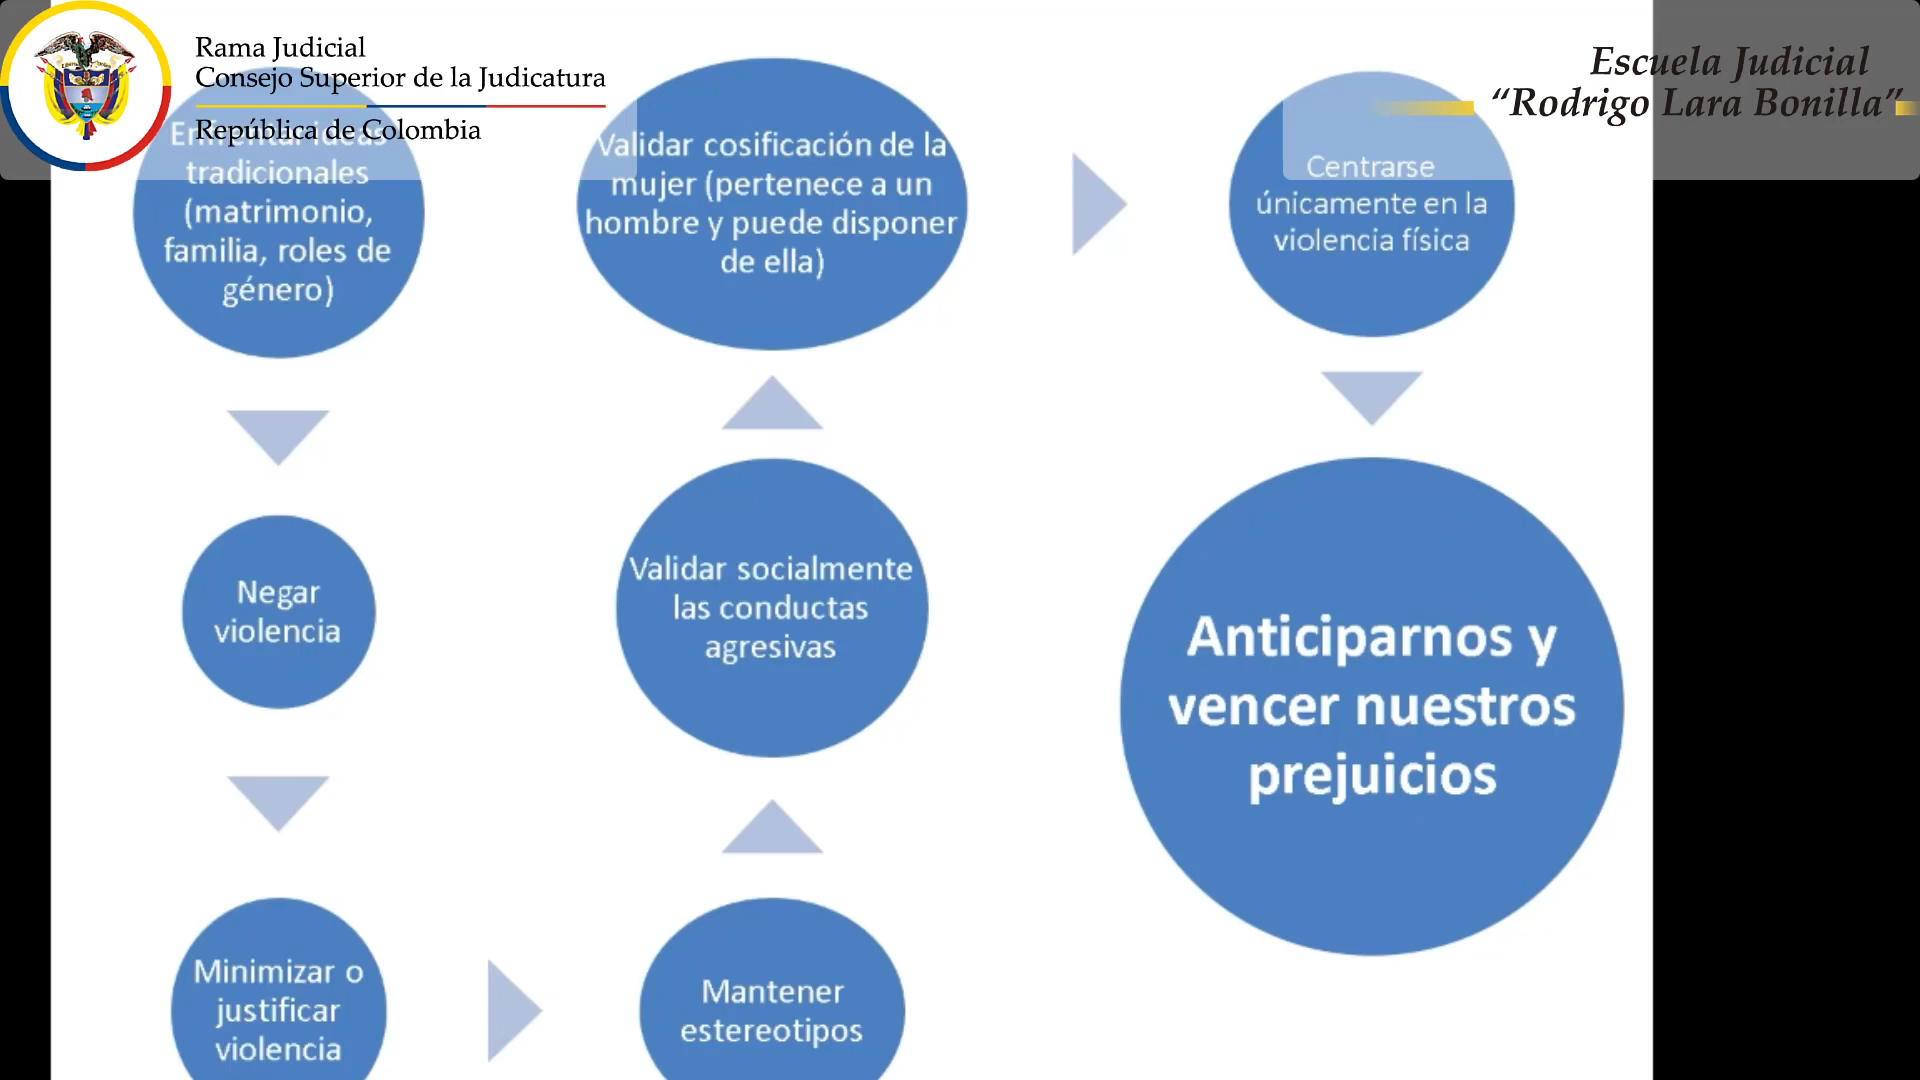 Rama Judicial
Consejo Superior de la Judicatura
República de Colombia
Escuela Judicial
“Rodrigo Lara Bonilla”
Enfrentar ideas
tradicionales
(matrimonio,
familia, roles de
género)
Negar
violencia
Minimizar o
justificar
violencia
Mantener
estereotipos
Validar socialmente
las conductas
agresivas
Validar cosificación de la
mujer (pertenece a un
hombre y puede disponer
de ella)
Centrarse
únicamente en la
violencia física
Anticiparnos y
vencer nuestros
prejuicios